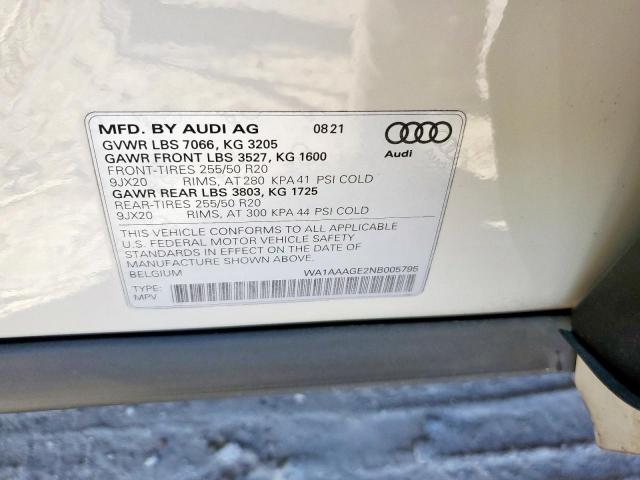 MFD. BY AUDI AG 08 21
GVWR LBS 7066, KG 3205
GAWR FRONT LBS 3527, KG 1600
FRONT-TIRES 255/50 R20
9JX20 RIMS, AT 280 KPA 41 PSI COLD
GAWR REAR LBS 3803, KG 1725
REAR-TIRES 255/50 R20
9JX20 RIMS, AT 300 KPA 44 PSI COLD
Audi
THIS VEHICLE CONFORMS TO ALL APPLICABLE
U.S. FEDERAL MOTOR VEHICLE SAFETY
STANDARDS IN EFFECT ON THE DATE OF
MANUFACTURE SHOWN ABOVE.
BELGIUM WA1AAAGE2NB005795
TYPE:
MPV